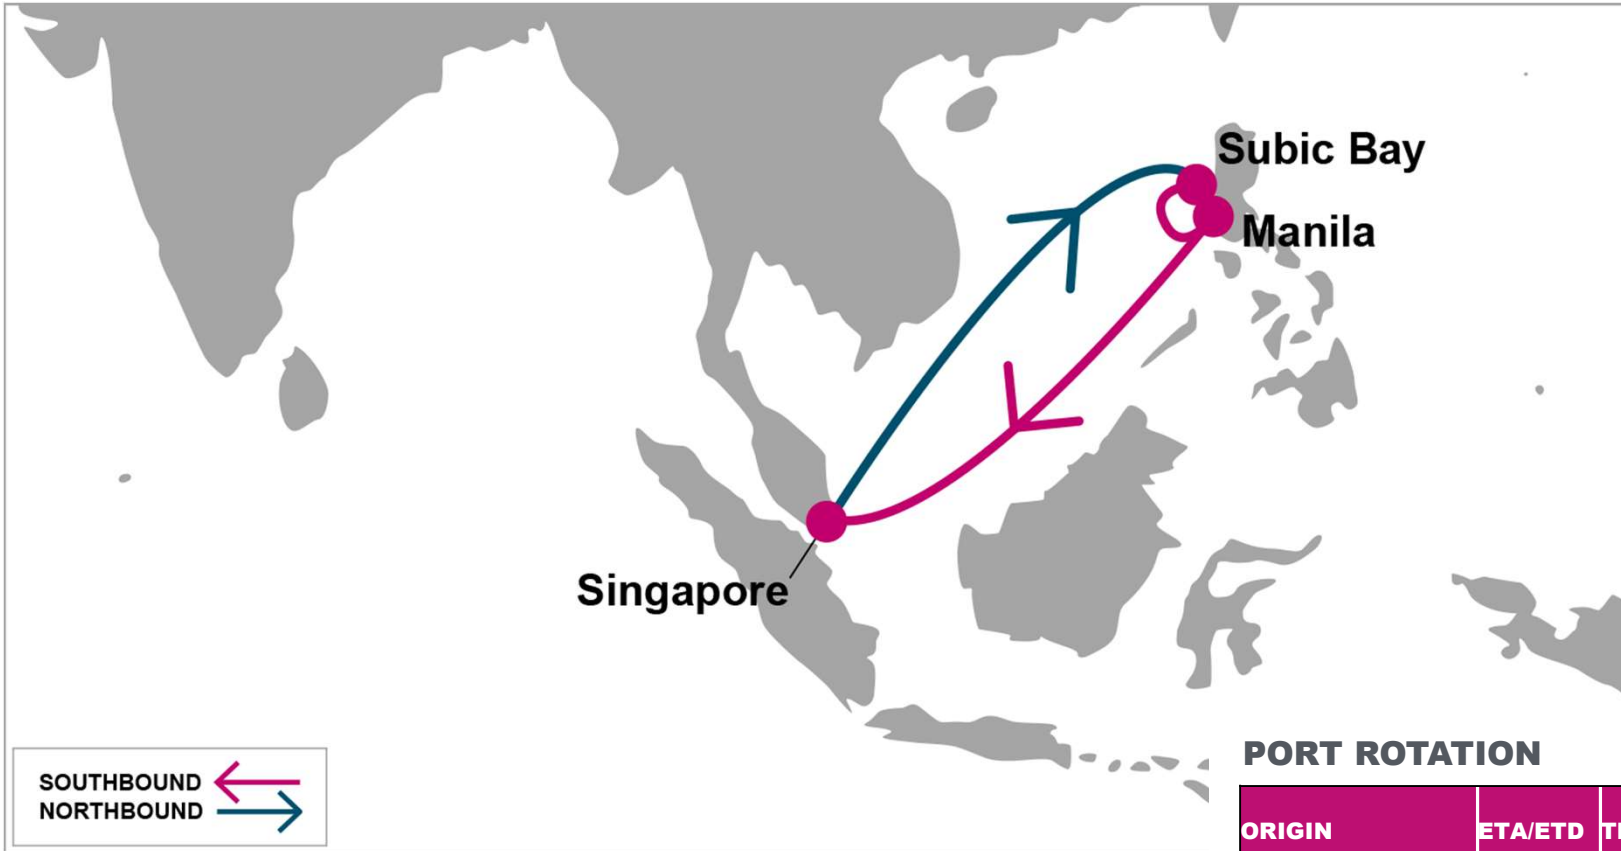 Subic Bay
Manila
Singapore
SOUTHBOUND
NORTHBOUND
PORT ROTATION
ORIGIN ETA/ETD